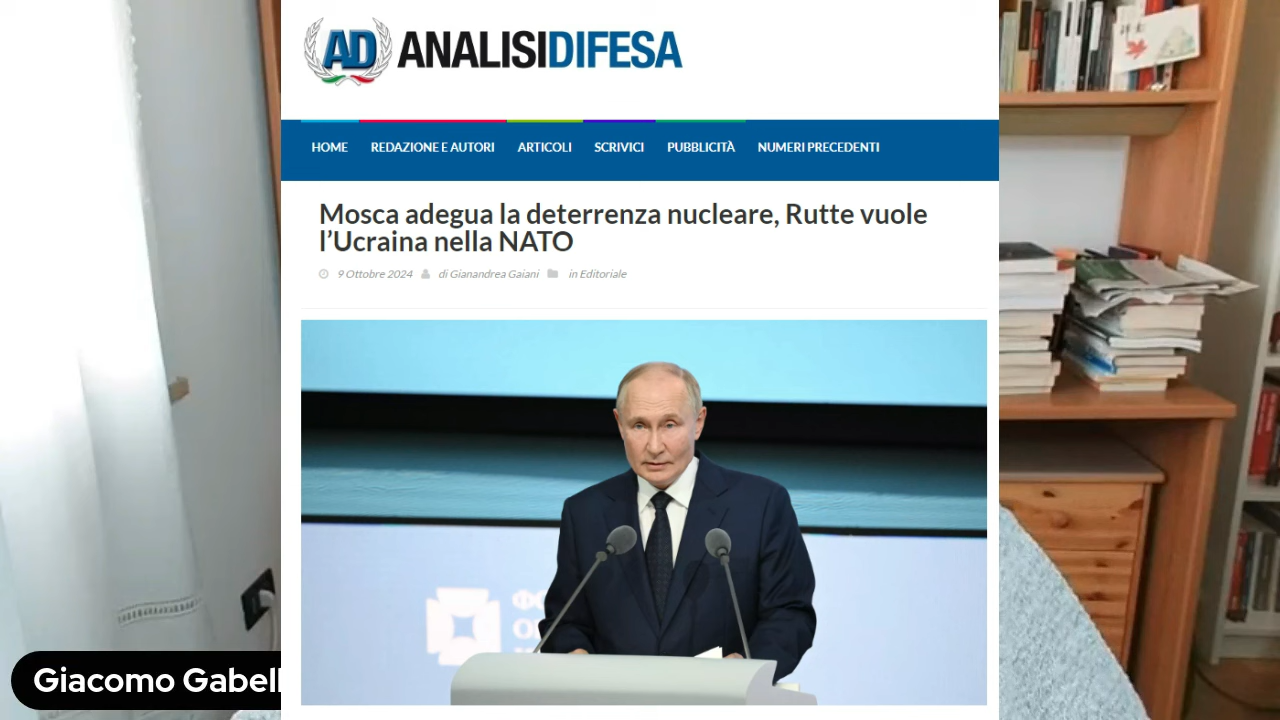 AD ANALISIDIFESA
HOME REDAZIONE E AUTORI ARTICOLI SCRIVICI PUBBLICITÀ NUMERI PRECEDENTI
Mosca adegua la deterrenza nucleare, Rutte vuole
l'Ucraina nella NATO
9 Ottobre 2024 di Gianandrea Gaiani in Editoriale
Giacomo Gabell